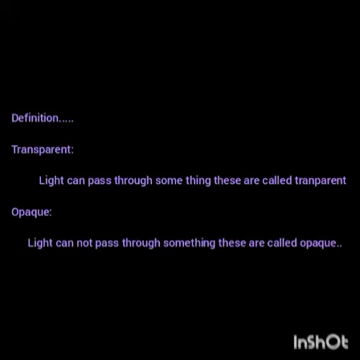 Definition.....
Transparent:
Light can pass through some thing these are called tranparent
Opaque:
Light can not pass through something these are called opaque..
InShOt